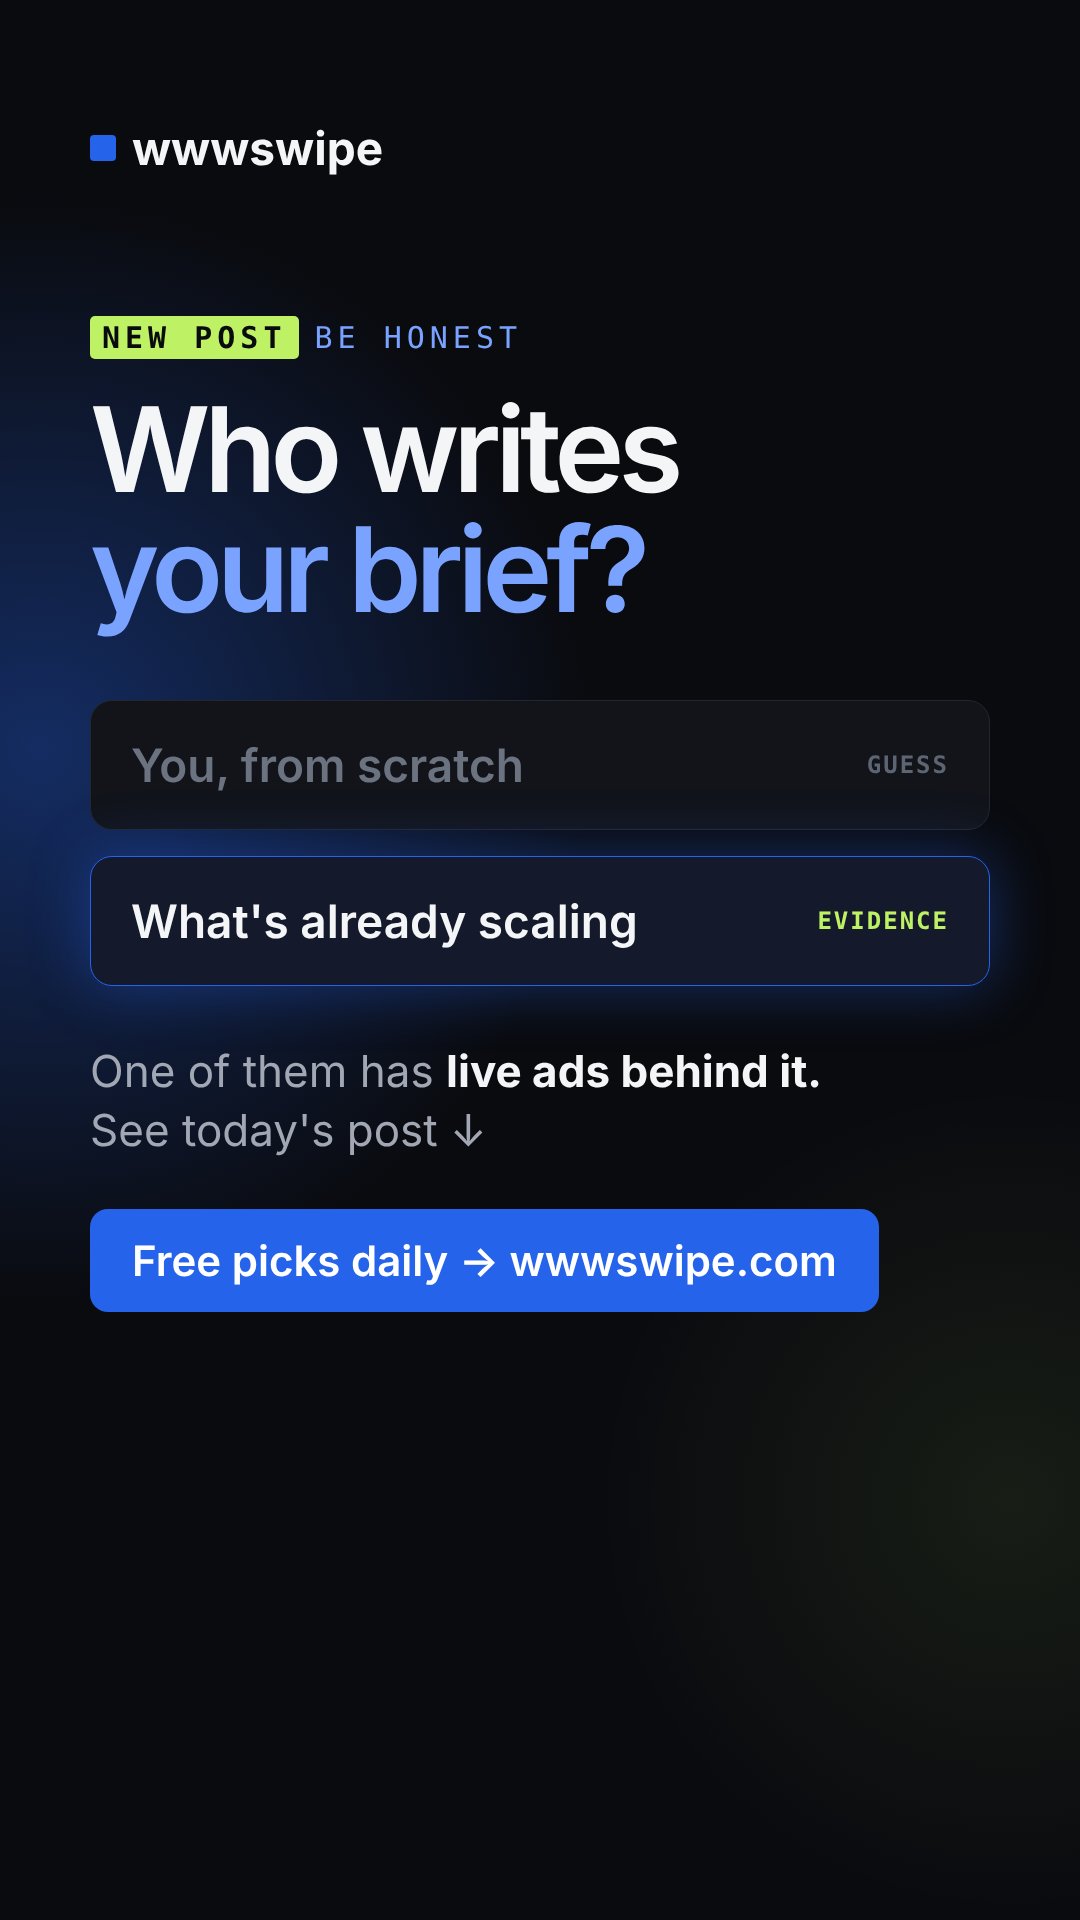 wwwswipe
NEW POST BE HONEST
Who writes
your brief?
You, from scratch GUESS
What's already scaling EVIDENCE
One of them has live ads behind it.
See today's post ↓
Free picks daily → wwwswipe.com